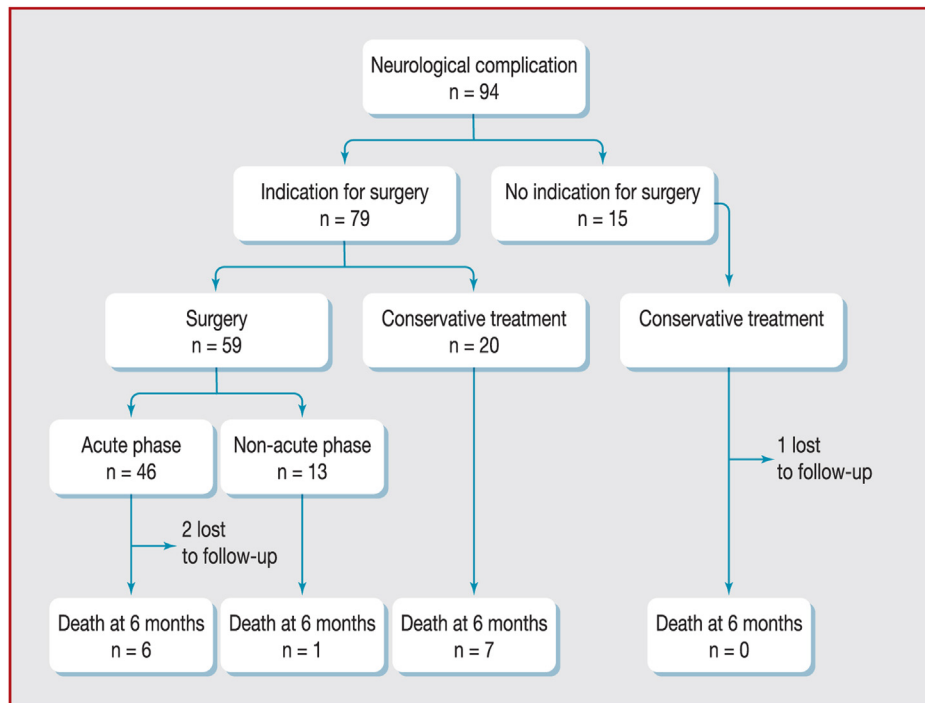 Neurological complication
n = 94
Indication for surgery
n = 79
No indication for surgery
n = 15
Surgery
n = 59
Conservative treatment
n = 20
Conservative treatment
Acute phase
n = 46
Non-acute phase
n = 13
1 lost
to follow-up
2 lost
to follow-up
Death at 6 months
n = 6
Death at 6 months
n = 1
Death at 6 months
n = 7
Death at 6 months
n = 0